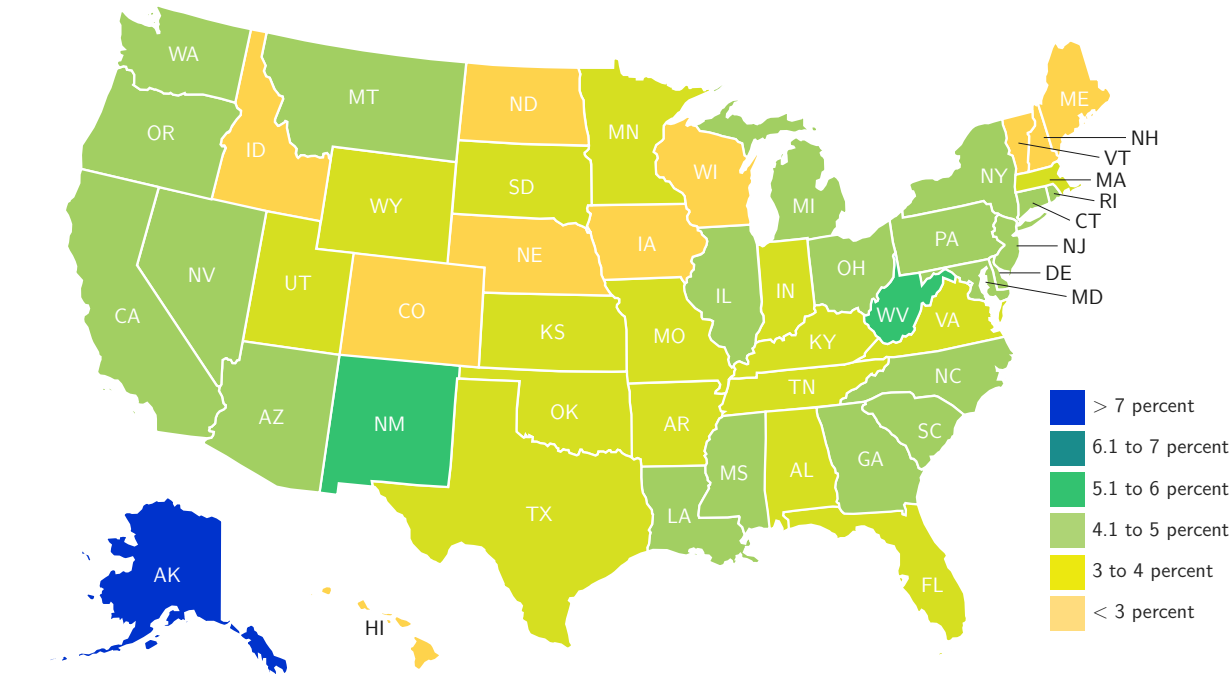 WA
MT
ND
ME
OR
MN
NH
ID
VT
WI
NY
MA
SD
RI
WY
MI
CT
IA
PA
NJ
NE
OH
DE
NV
UT
IN
IL
MD
CO
WV
CA
VA
KS
MO
KY
NC
TN
> 7 percent
AZ
OK
AR
NM
SC
6.1 to 7 percent
GA
AL
MS
5.1 to 6 percent
TX
LA
4.1 to 5 percent
AK
3 to 4 percent
FL
< 3 percent
HI